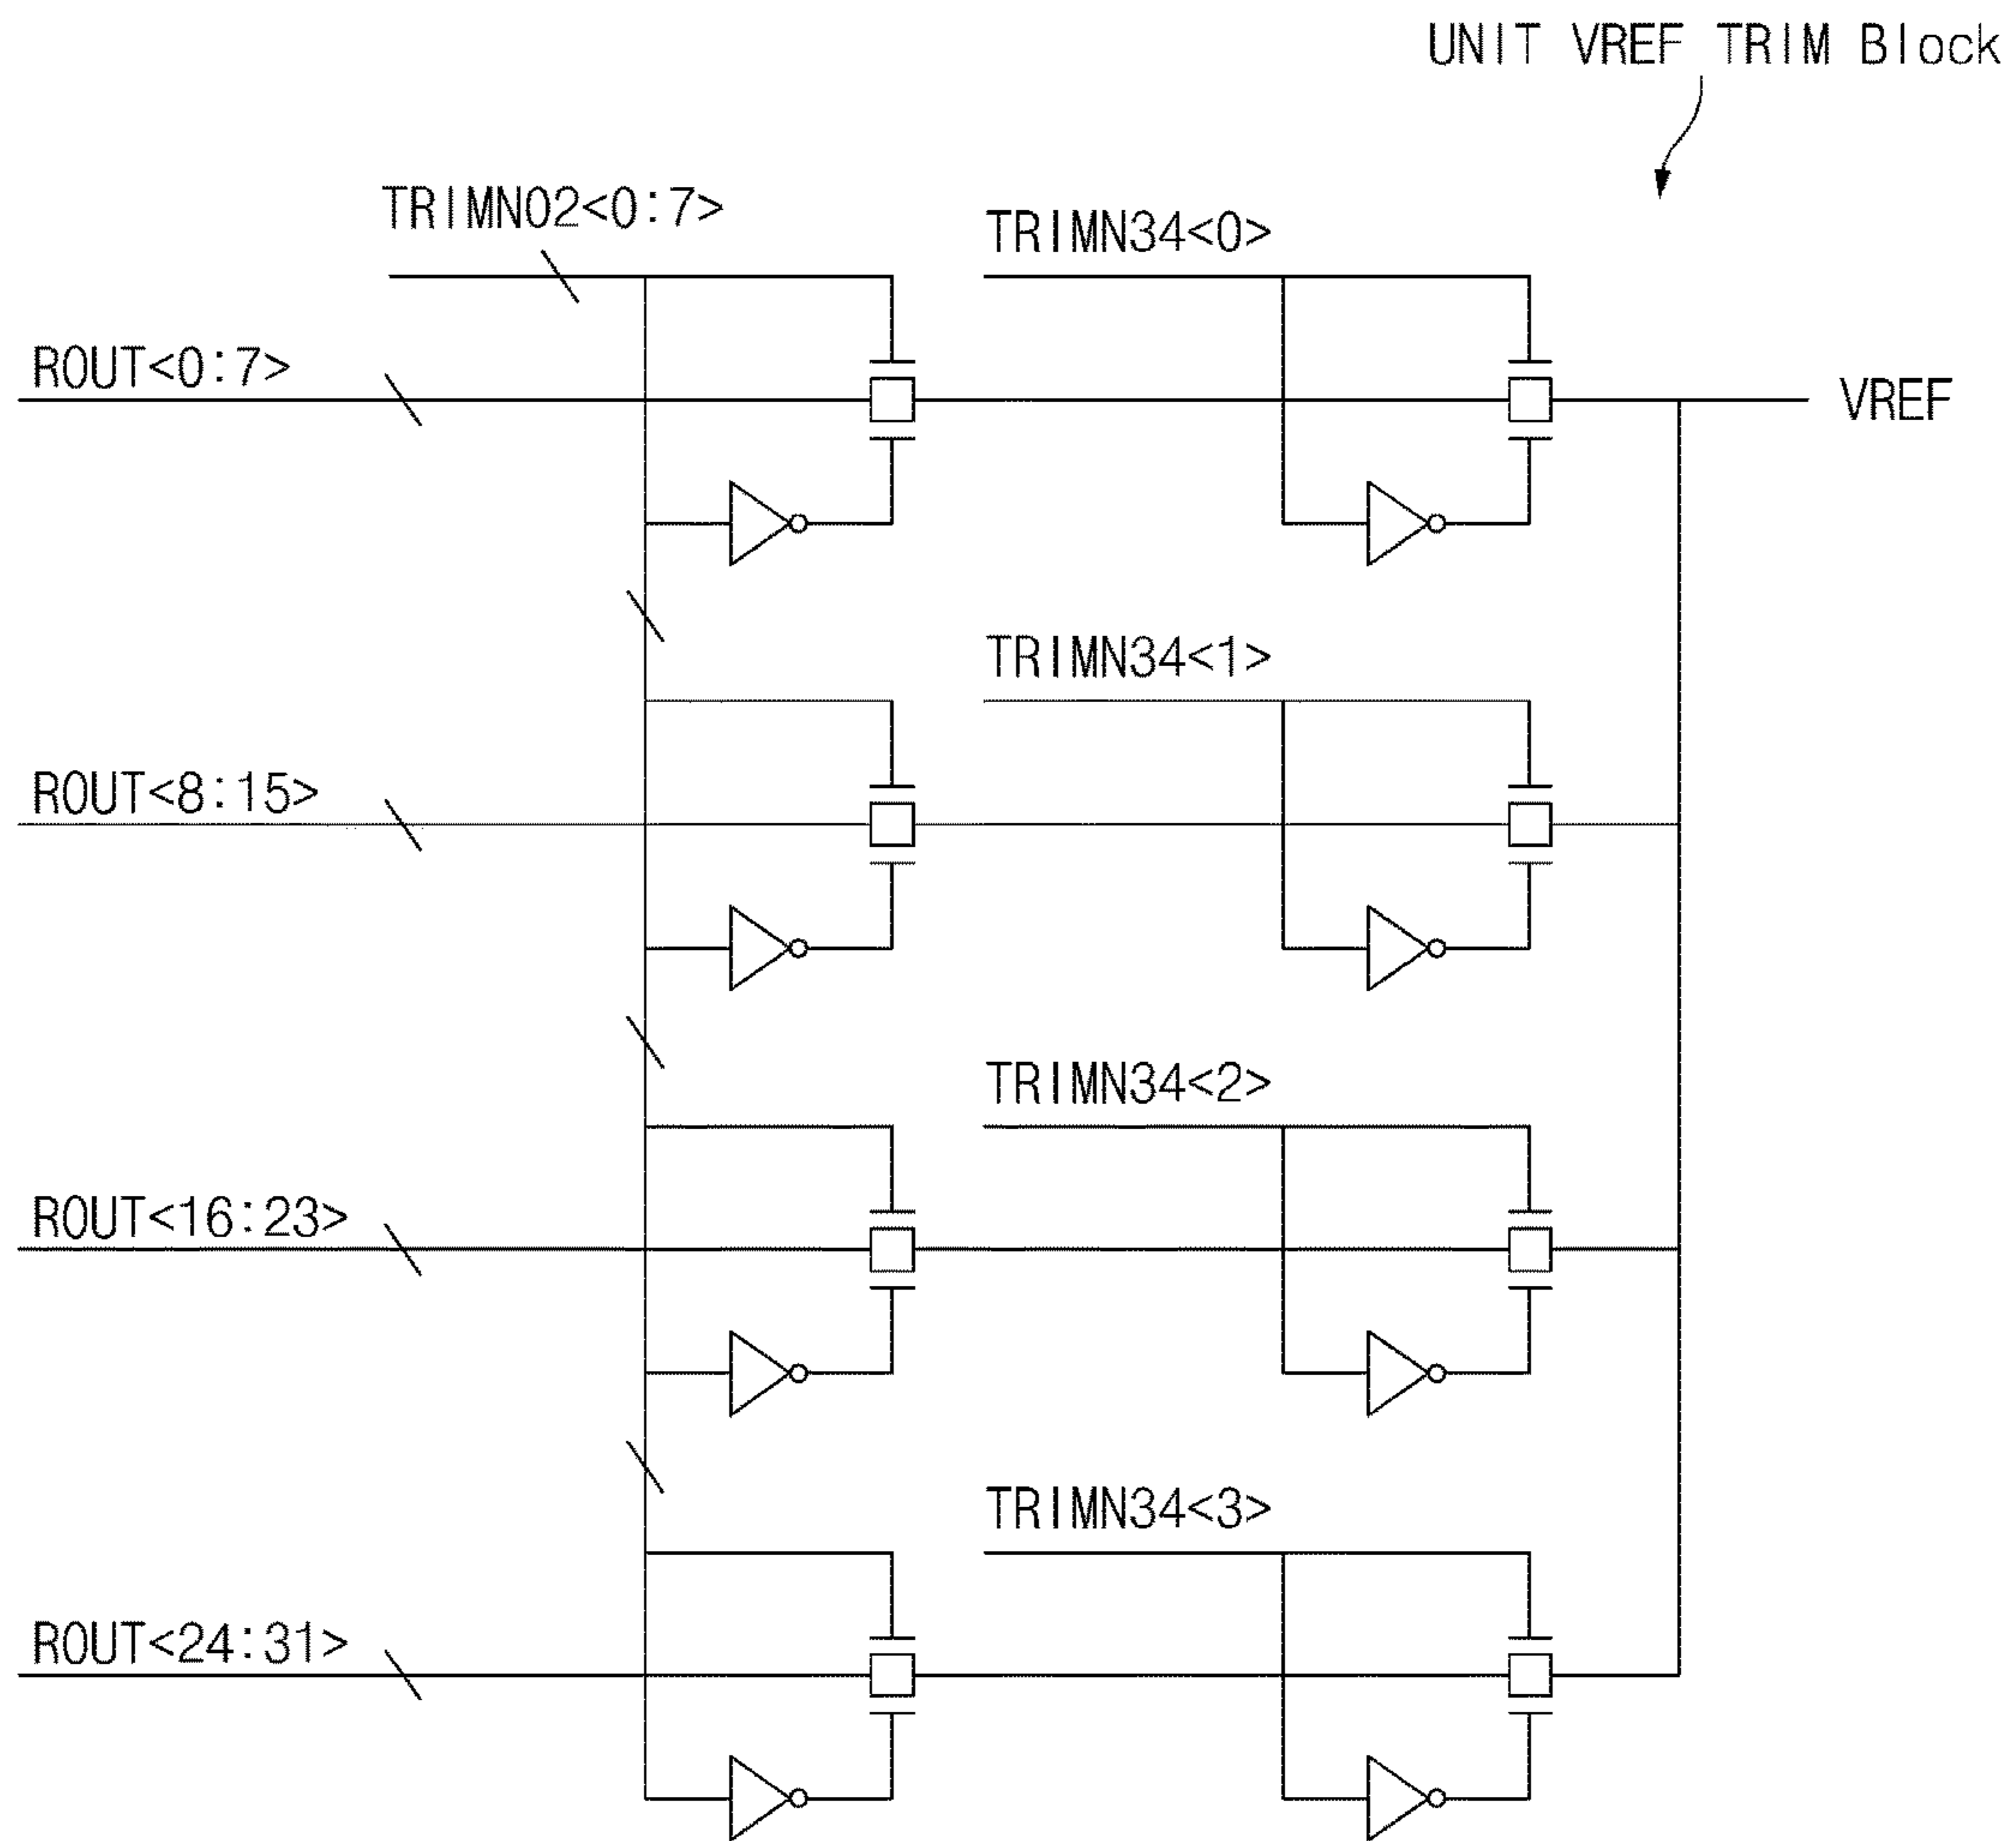 UNIT VREF TRIM Block
TRIMN02<0:7>
TRIMN34<0>
ROUT<0:7>
VREF
TRIMN34<1>
ROUT<8:15>
TRIMN34<2>
ROUT<16:23>
TRIMN34<3>
ROUT<24:31>